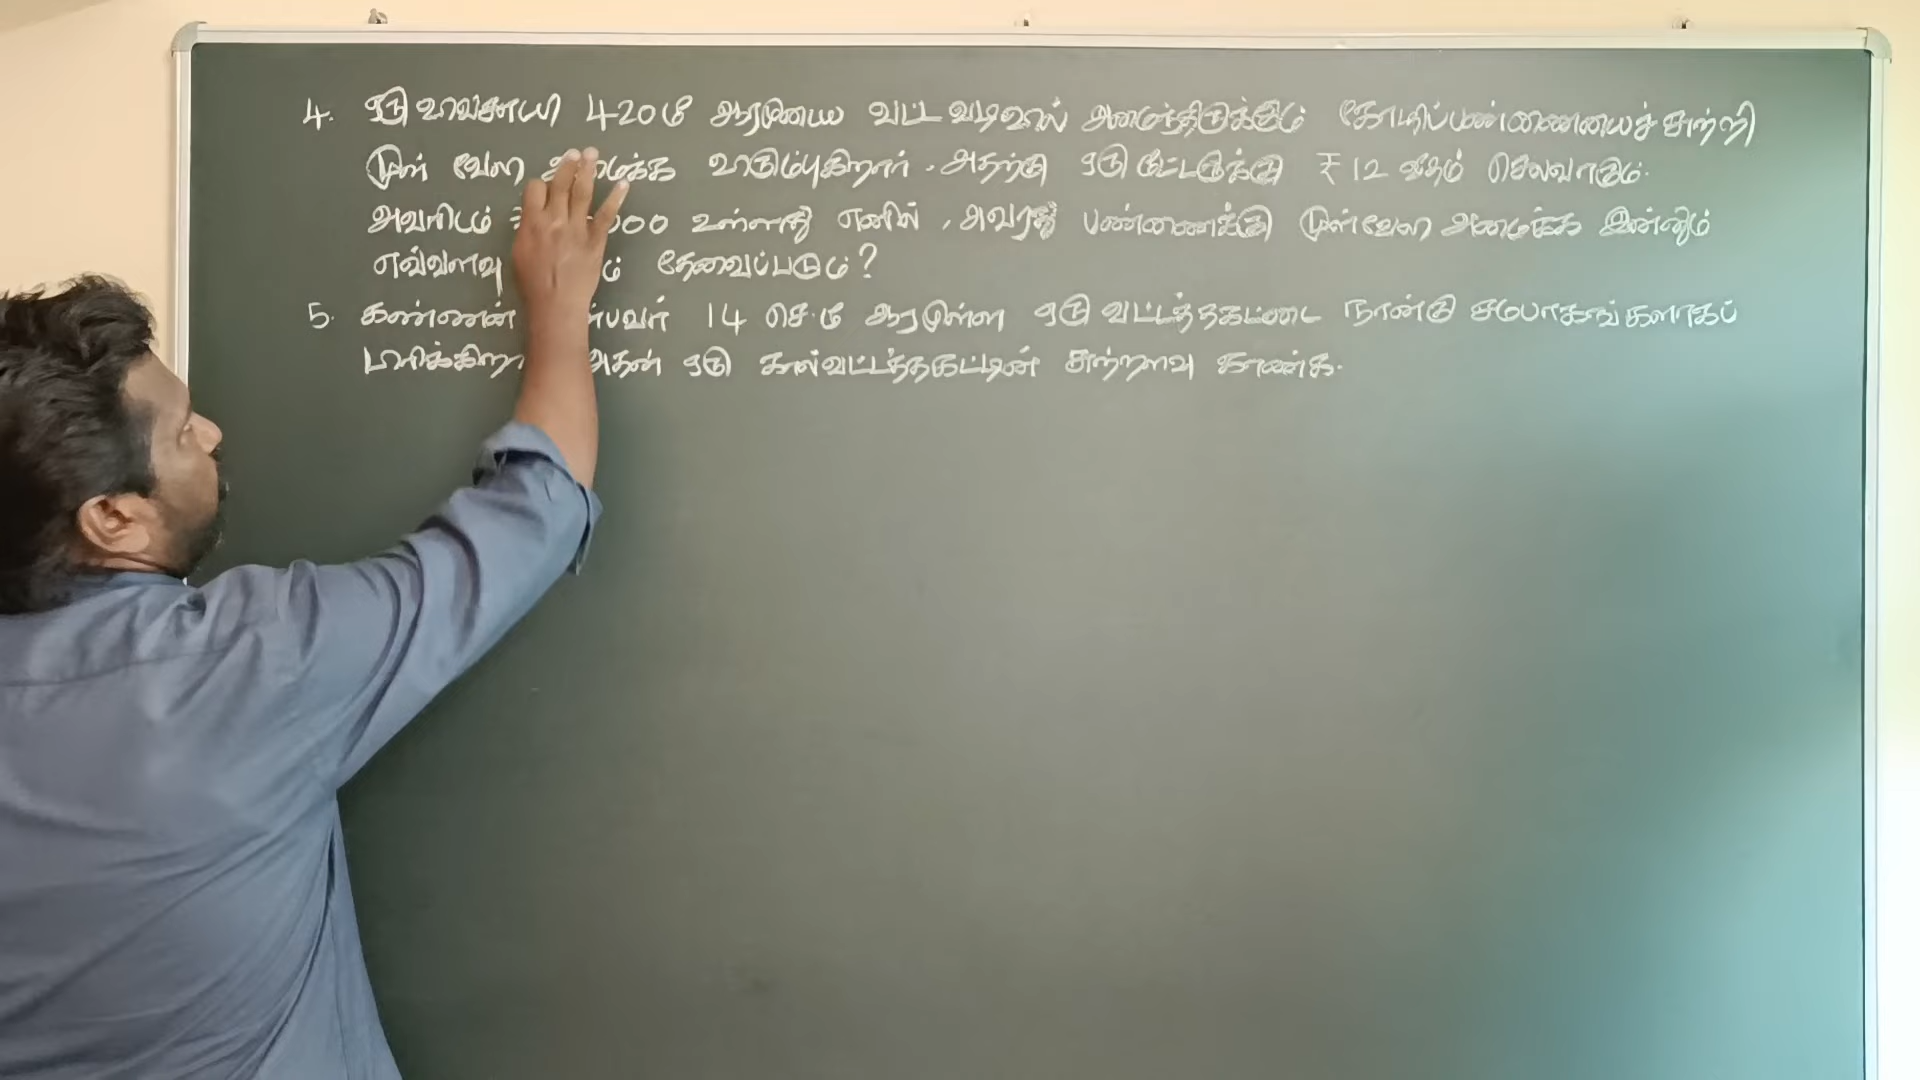 4. ஒரு விவசாயி 420மீ ஆரமுடைய வட்ட வடிவில் அமைந்திருக்கும் கோழிப்பண்ணையைச் சுற்றி
முள் வேலி அமைக்க விரும்புகிறார். அதற்கு ஒரு மீட்டருக்கு ₹12 வீதம் செலவாகும்.
அவரிடம் உள்ளது எனில், அவரது பண்ணைக்கு முள்வேலி அமைக்க இன்னும்
எவ்வளவு தேவைப்படும்?
5. கண்ணன் 14 செ.மீ ஆரமுள்ள ஒரு வட்டத்தகட்டை நான்கு சமபாகங்களாகப்
பிரிக்கிறா அதன் ஒரு கால்வட்டத்தகட்டின் சுற்றளவு காண்க.